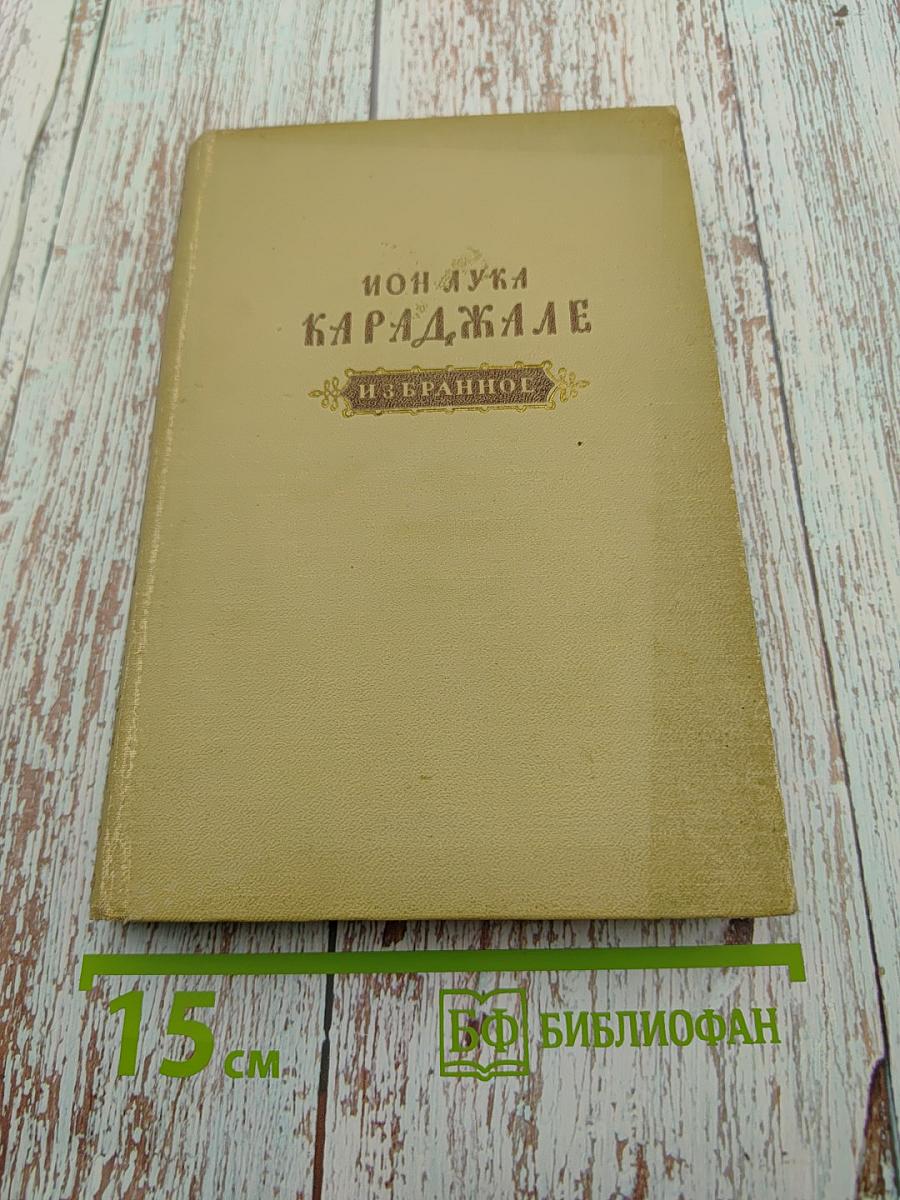 ИОН ЛУКА
КАРАДЖАЛЕ
ИЗБРАННОЕ
15 см
БФ БИБЛИОФАН